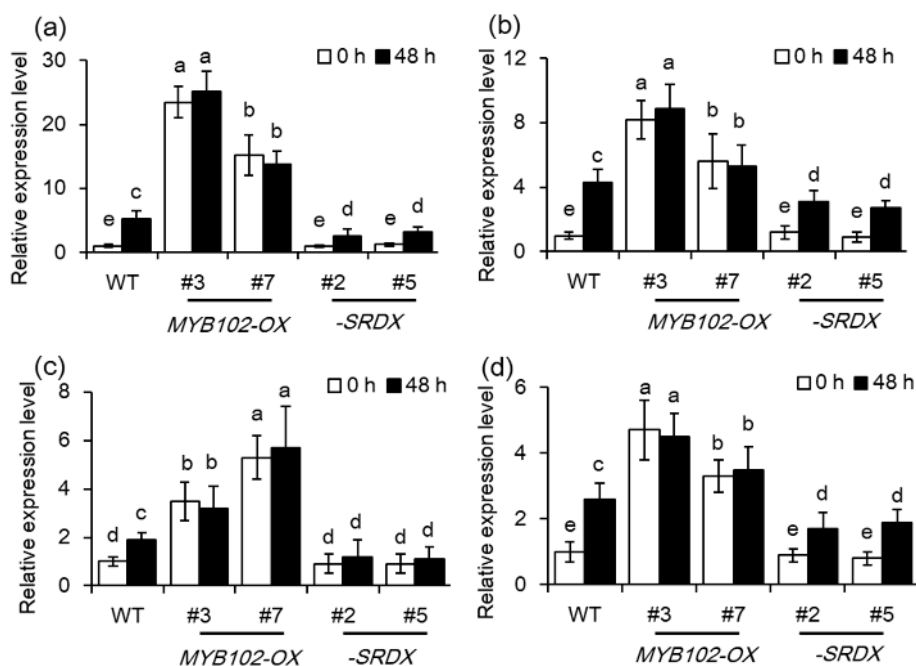 (a)
0 h 48 h
Relative expression level
30
20
10
0
e c a a b b e d e d
WT #3 #7 #2 #5
MYB102-OX -SRDX
(b)
0 h 48 h
Relative expression level
12
8
4
0
e c a a b b e d e d
WT #3 #7 #2 #5
MYB102-OX -SRDX
(c)
0 h 48 h
Relative expression level
8
6
4
2
0
d c b b a a d d d d
WT #3 #7 #2 #5
MYB102-OX -SRDX
(d)
0 h 48 h
Relative expression level
6
4
2
0
e c a a b b e d e d
WT #3 #7 #2 #5
MYB102-OX -SRDX